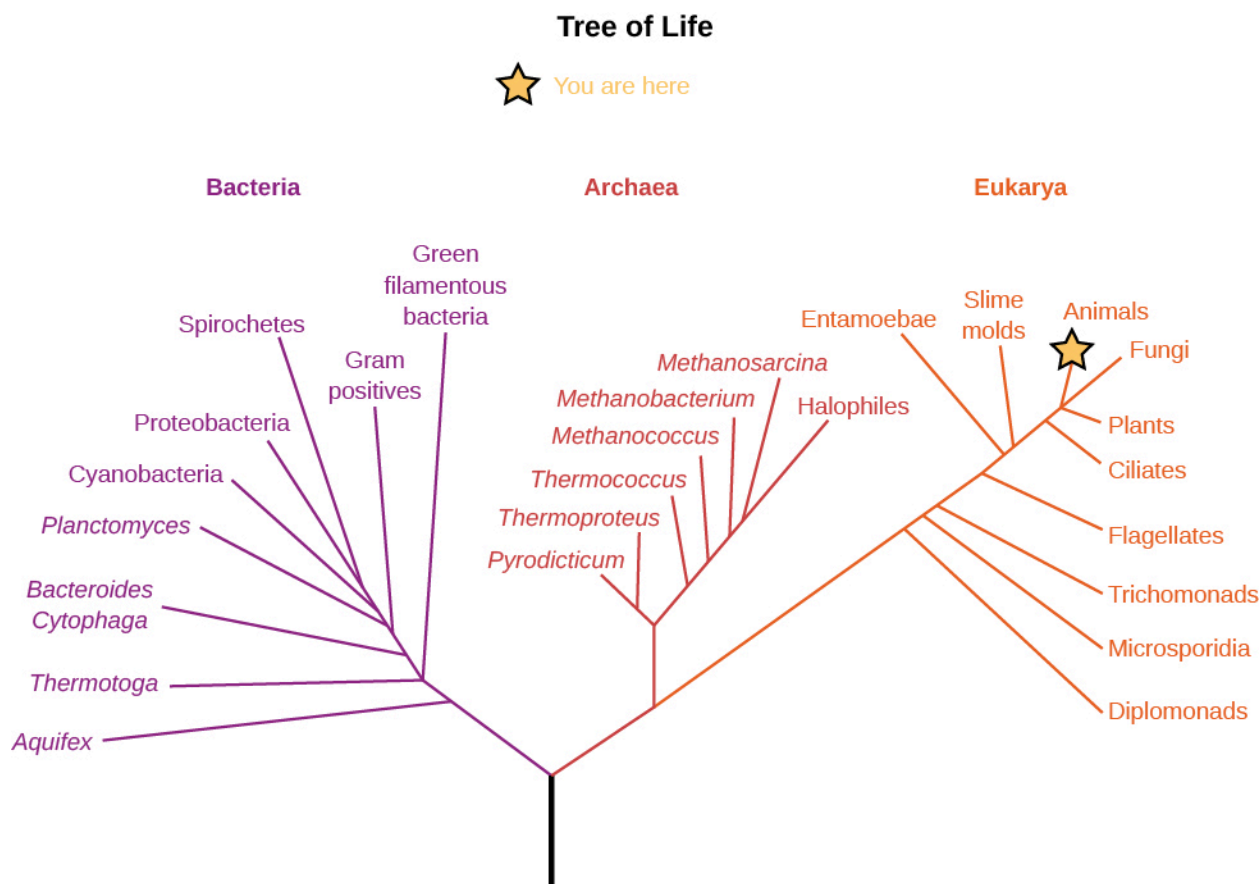 Tree of Life
You are here
Bacteria
Archaea
Eukarya
Green
filamentous
bacteria
Spirochetes
Gram
positives
Proteobacteria
Cyanobacteria
Planctomyces
Bacteroides
Cytophaga
Thermotoga
Aquifex
Methanosarcina
Methanobacterium
Halophiles
Methanococcus
Thermococcus
Thermoproteus
Pyrodicticum
Entamoebae
Slime
molds
Animals
Fungi
Plants
Ciliates
Flagellates
Trichomonads
Microsporidia
Diplomonads